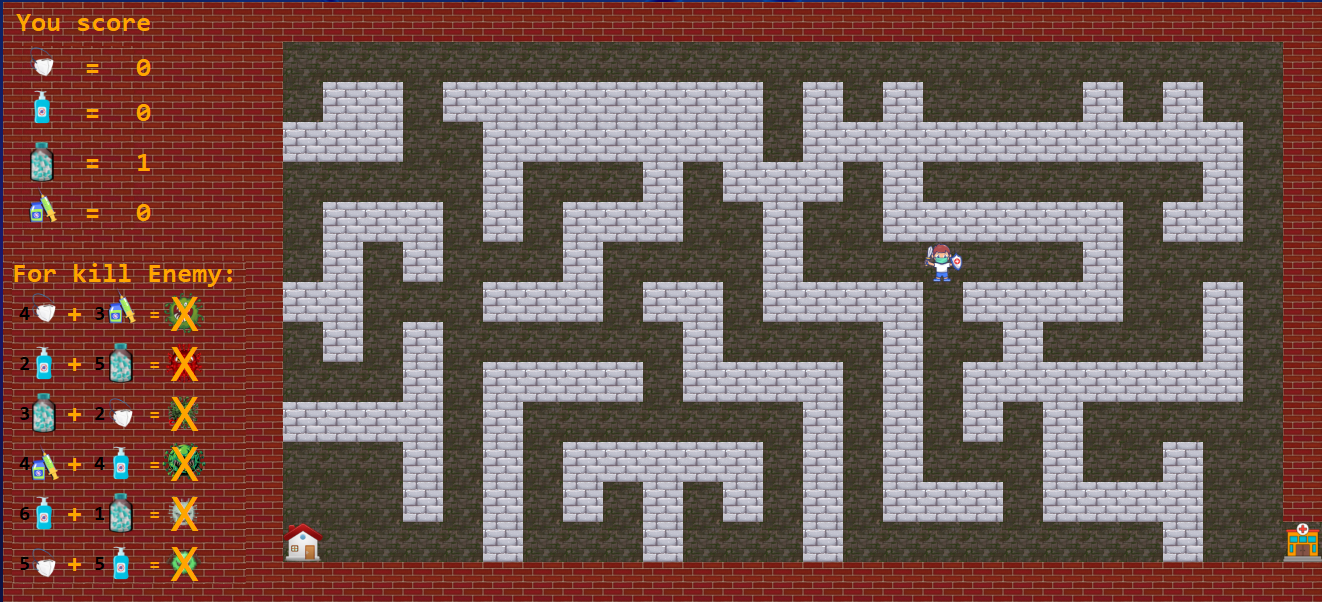 You score
= 0
= 0
= 1
= 0
For kill Enemy:
4 + 3 = X
2 + 5 = X
3 + 2 = X
4 + 4 = X
6 + 1 = X
5 + 5 = X